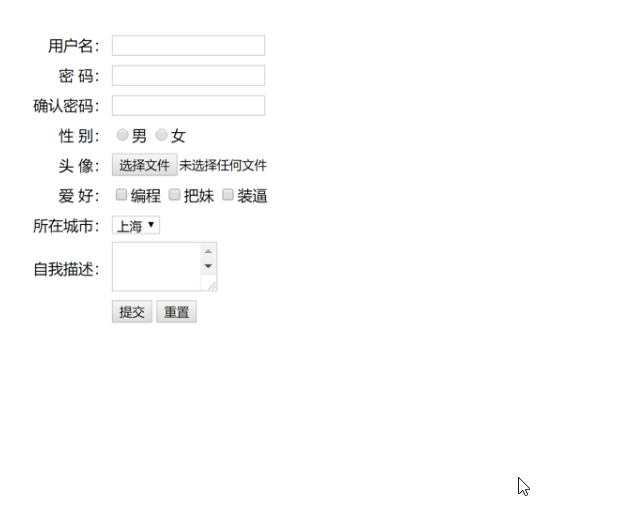 用户名：
密 码：
确认密码：
性 别： 男 女
头 像： 选择文件 未选择任何文件
爱 好： 编程 把妹 装逼
所在城市： 上海
自我描述：
提交 重置